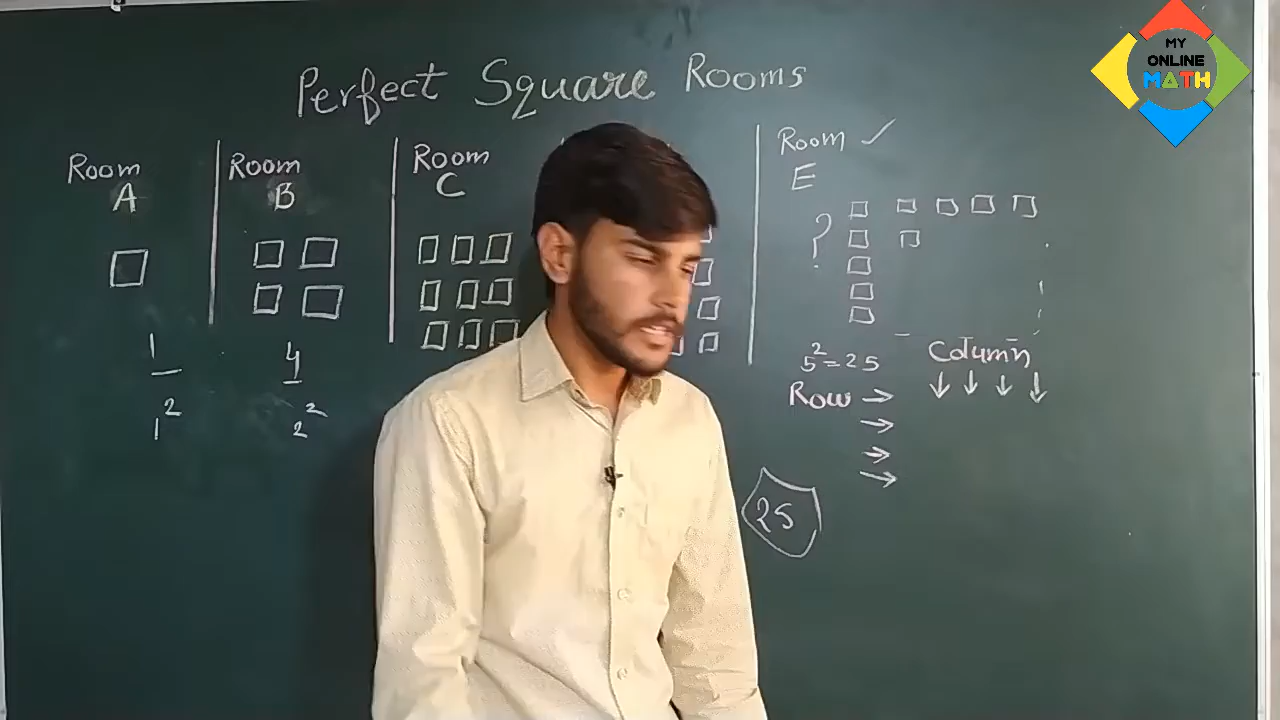 Perfect Square Rooms
Room A
Room B
Room C
Room ✓
E
?
1
1²
4
2²
5² = 25
Column
↓ ↓ ↓ ↓
Row →
→
→
→
25
MY
ONLINE
MATH